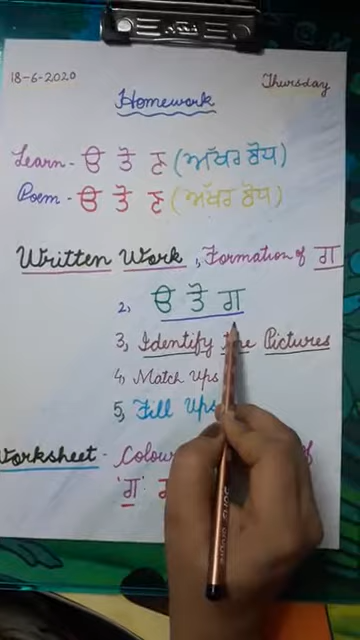 18-6-2020 Thursday
Homework
Learn- ੳ ਤੋਂ ਨ (ਅੱਖਰ ਬੋਧ)
Poem- ੳ ਤੋਂ ਨ (ਅੱਖਰ ਬੋਧ)
Written Work, Formation of ਗ
2, ੳ ਤੋਂ ਗ
3, Identify the Pictures
4, Match Ups
5, Fill Ups
Worksheet-
'ਗ'